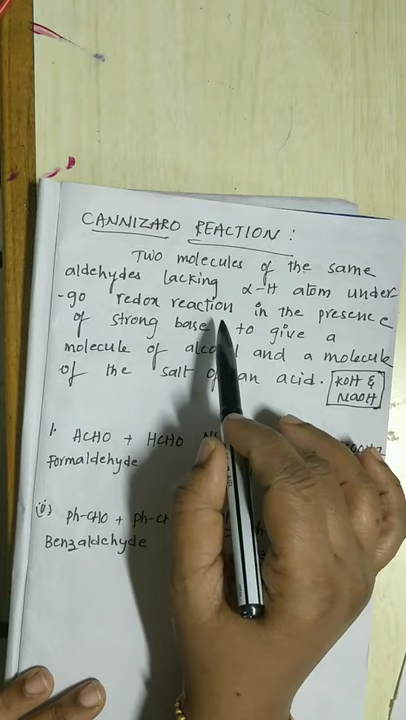 CANNIZARO REACTION:
Two molecules of the same
aldehydes lacking α-H atom under
-go redox reaction in the presence
of strong base to give a
molecule of and a molecule
of the salt of an acid. KOH &
NaOH
1. HCHO + HCHO
Formaldehyde
(ii) Ph-CHO +
Benzaldehyde